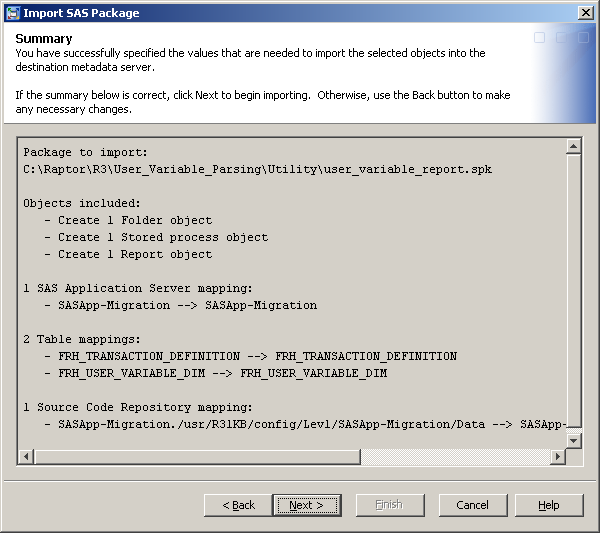 Import SAS Package
Summary
You have successfully specified the values that are needed to import the selected objects into the
destination metadata server.
If the summary below is correct, click Next to begin importing.  Otherwise, use the Back button to make
any necessary changes.
Package to import:
C:\Raptor\R3\User_Variable_Parsing\Utility\user_variable_report.spk
Objects included:
- Create 1 Folder object
- Create 1 Stored process object
- Create 1 Report object
1 SAS Application Server mapping:
- SASApp-Migration --> SASApp-Migration
2 Table mappings:
- FRH_TRANSACTION_DEFINITION --> FRH_TRANSACTION_DEFINITION
- FRH_USER_VARIABLE_DIM --> FRH_USER_VARIABLE_DIM
1 Source Code Repository mapping:
- SASApp-Migration./usr/R31KB/config/Lev1/SASApp-Migration/Data --> SASApp-
< Back Next > Finish Cancel Help